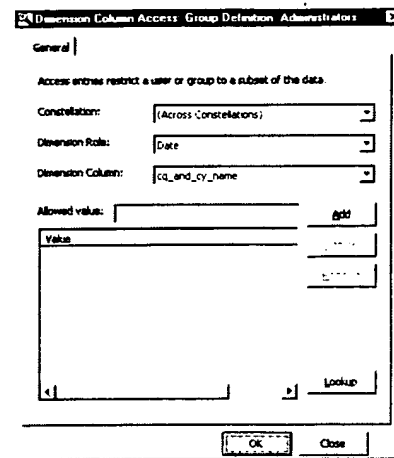 Dimension Column Access: Group Definition Administrators
General
Access entries restrict a user or group to a subset of the data.
Constellation:
(Across Constellations)
Dimension Role:
Date
Dimension Column:
cq_and_cy_name
Allowed value:
Add
Value
Lookup
OK
Close